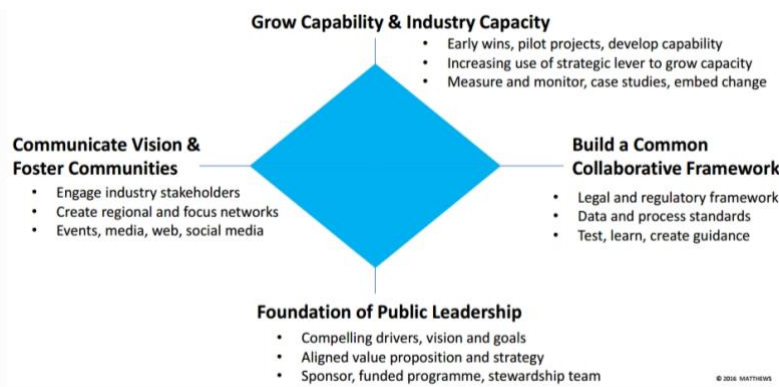 Grow Capability & Industry Capacity
• Early wins, pilot projects, develop capability
• Increasing use of strategic lever to grow capacity
• Measure and monitor, case studies, embed change
Communicate Vision &
Foster Communities
• Engage industry stakeholders
• Create regional and focus networks
• Events, media, web, social media
Build a Common
Collaborative Framework
• Legal and regulatory framework
• Data and process standards
• Test, learn, create guidance
Foundation of Public Leadership
• Compelling drivers, vision and goals
• Aligned value proposition and strategy
• Sponsor, funded programme, stewardship team
© 2016 MATTHEWS